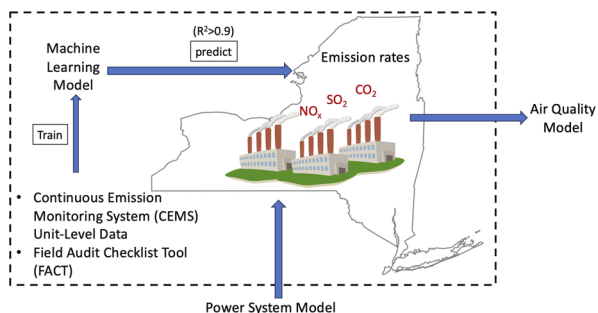 Machine
Learning
Model
(R²>0.9)
predict
Emission rates
NOₓ
SO₂
CO₂
Air Quality
Model
Train
• Continuous Emission
Monitoring System (CEMS)
Unit-Level Data
• Field Audit Checklist Tool
(FACT)
Power System Model